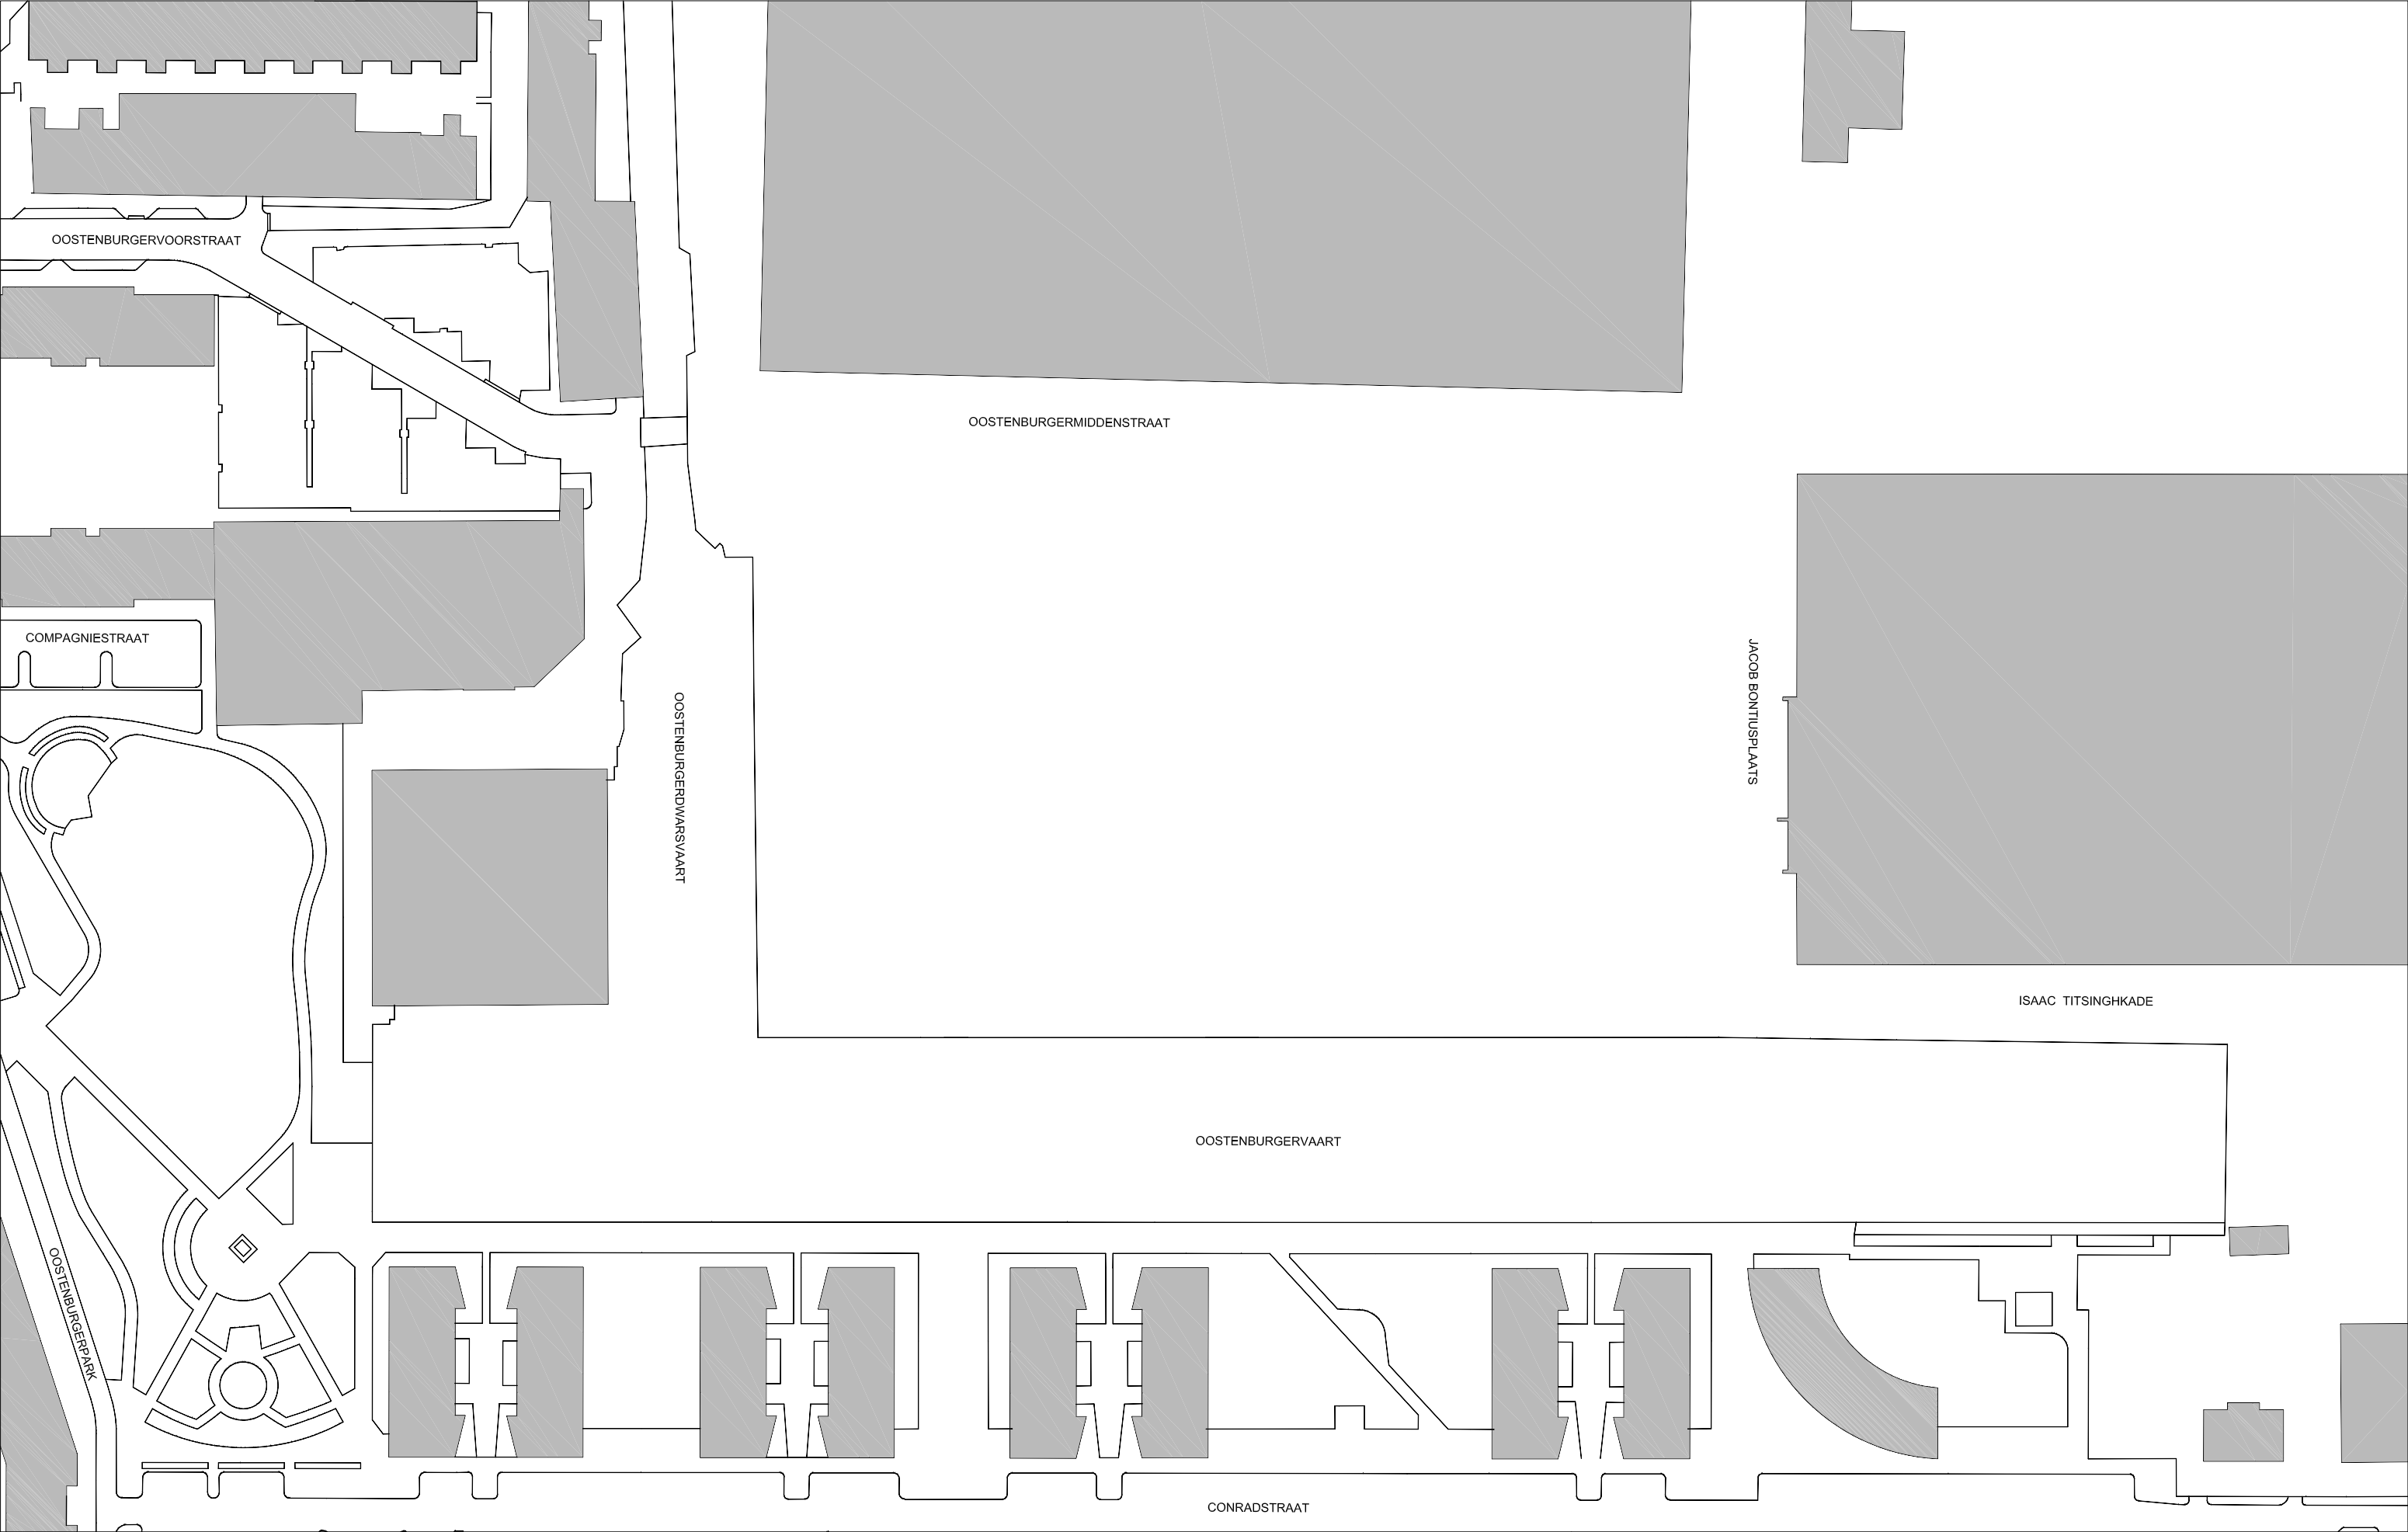 OOSTENBURGERVOORSTRAAT
OOSTENBURGERMIDDENSTRAAT
COMPAGNIESTRAAT
OOSTENBURGERDWARSVAART
JACOB BONTIUSPLAATS
ISAAC TITSINGHKADE
OOSTENBURGERVAART
OOSTENBURGERPARK
CONRADSTRAAT